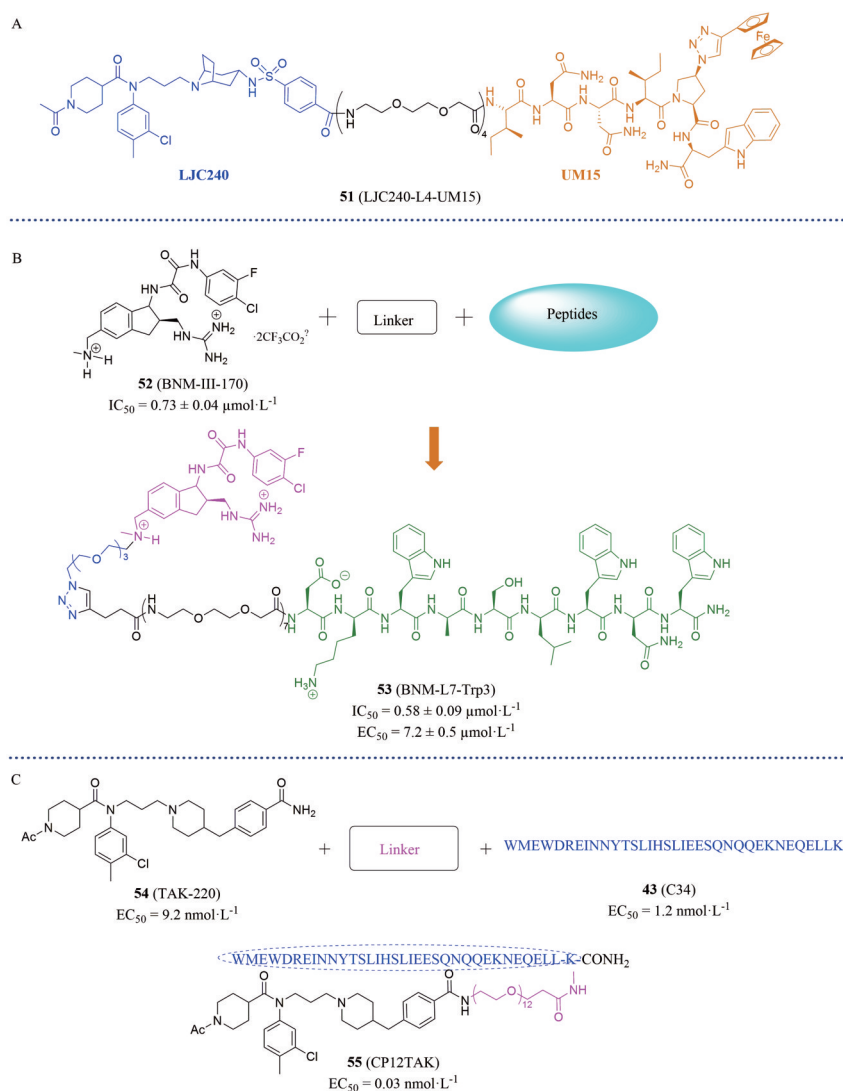 A
LJC240
UM15
51 (LJC240-L4-UM15)
B
·2CF₃CO₂?
52 (BNM-III-170)
IC₅₀ = 0.73 ± 0.04 µmol·L⁻¹
+
Linker
+
Peptides
53 (BNM-L7-Trp3)
IC₅₀ = 0.58 ± 0.09 µmol·L⁻¹
EC₅₀ = 7.2 ± 0.5 µmol·L⁻¹
C
54 (TAK-220)
EC₅₀ = 9.2 nmol·L⁻¹
+
Linker
+
WMEWDREINNYTSLIHSLIEESQNQQEKNEQELLK
43 (C34)
EC₅₀ = 1.2 nmol·L⁻¹
WMEWDREINNYTSLIHSLIEESQNQQEKNEQELL-K-CONH₂
55 (CP12TAK)
EC₅₀ = 0.03 nmol·L⁻¹